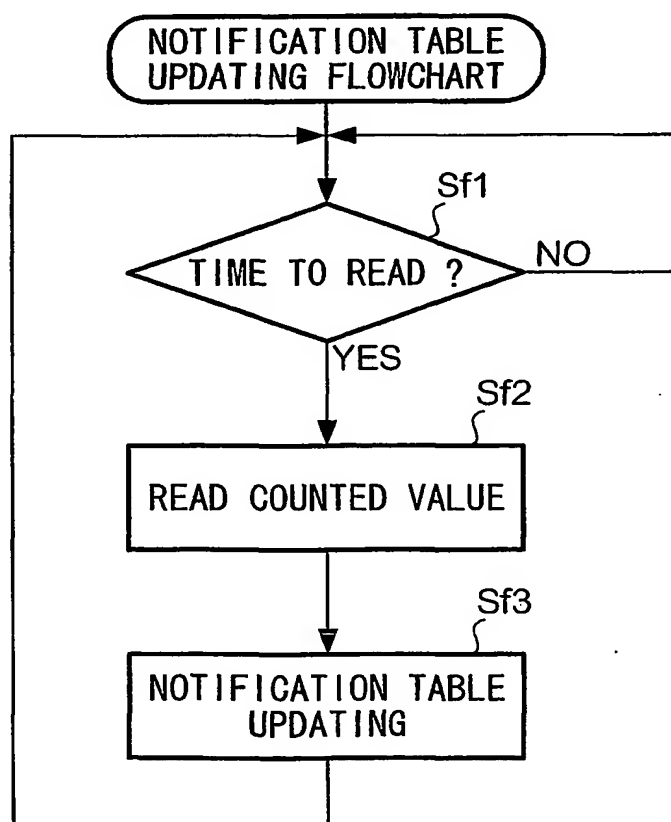 NOTIFICATION TABLE
UPDATING FLOWCHART
Sf1
TIME TO READ ?
NO
YES
Sf2
READ COUNTED VALUE
Sf3
NOTIFICATION TABLE
UPDATING